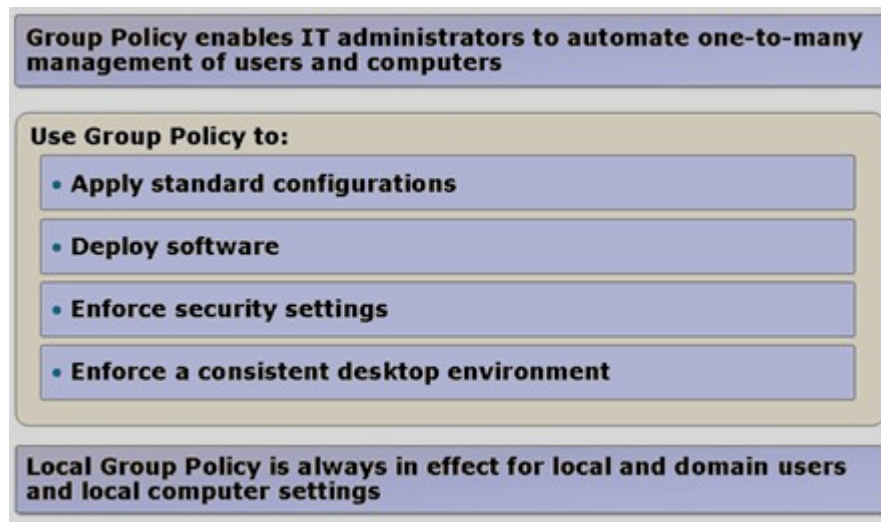 Group Policy enables IT administrators to automate one-to-many
management of users and computers
Use Group Policy to:
• Apply standard configurations
• Deploy software
• Enforce security settings
• Enforce a consistent desktop environment
Local Group Policy is always in effect for local and domain users
and local computer settings